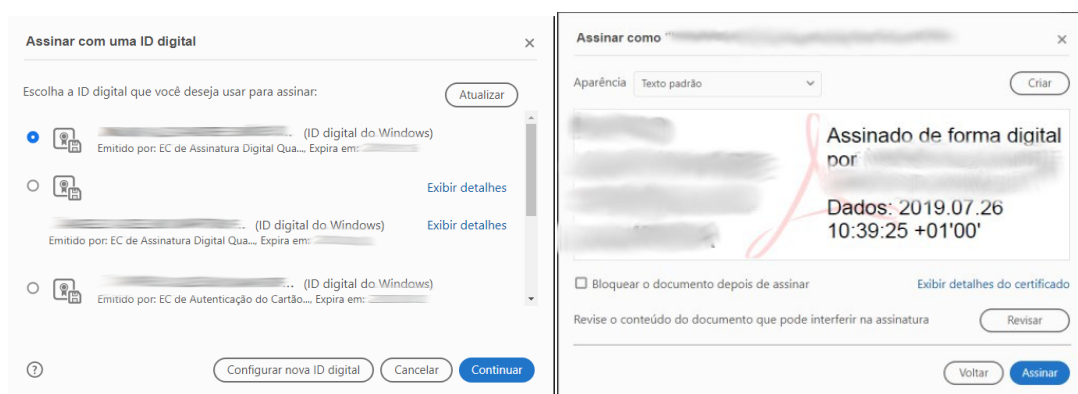 Assinar com uma ID digital
Escolha a ID digital que você deseja usar para assinar:
Atualizar
(ID digital do Windows)
Emitido por: EC de Assinatura Digital Qua..., Expira em:
Exibir detalhes
(ID digital do Windows)
Exibir detalhes
Emitido por: EC de Assinatura Digital Qua..., Expira em:
... (ID digital do Windows)
Emitido por: EC de Autenticação do Cartão..., Expira em:
Configurar nova ID digital
Cancelar
Continuar
Assinar como "
Aparência
Texto padrão
Criar
Assinado de forma digital
por
Dados: 2019.07.26
10:39:25 +01'00'
Bloquear o documento depois de assinar
Exibir detalhes do certificado
Revise o conteúdo do documento que pode interferir na assinatura
Revisar
Voltar
Assinar